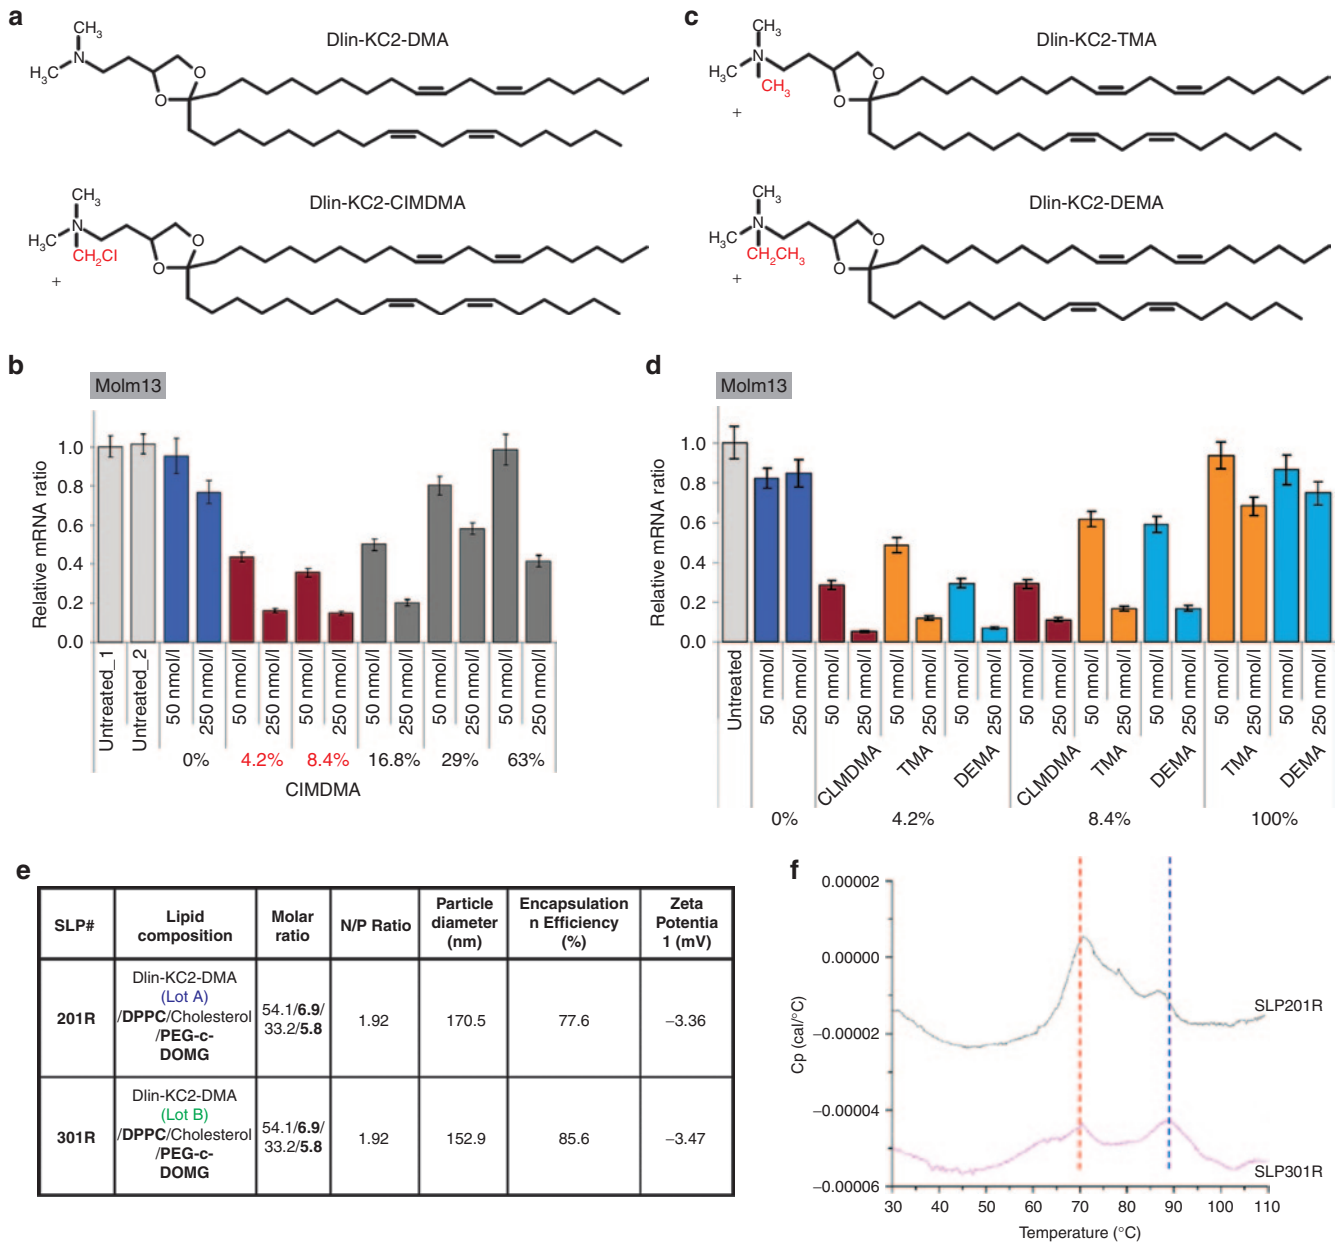 a
CH3
N
H3C
O
O
Dlin-KC2-DMA
CH3
N
H3C
CH2Cl
+
O
O
Dlin-KC2-CIMDMA
c
CH3
N
H3C
CH3
+
O
O
Dlin-KC2-TMA
CH3
N
H3C
CH2CH3
+
O
O
Dlin-KC2-DEMA
b
Molm13
Relative mRNA ratio
1.0
0.8
0.6
0.4
0.2
0.0
Untreated_1
Untreated_2
50 nmol/l
250 nmol/l
50 nmol/l
250 nmol/l
50 nmol/l
250 nmol/l
50 nmol/l
250 nmol/l
50 nmol/l
250 nmol/l
50 nmol/l
250 nmol/l
0% 4.2% 8.4% 16.8% 29% 63%
CIMDMA
d
Molm13
Relative mRNA ratio
1.0
0.8
0.6
0.4
0.2
0.0
Untreated
50 nmol/l
250 nmol/l
50 nmol/l
250 nmol/l
50 nmol/l
250 nmol/l
50 nmol/l
250 nmol/l
50 nmol/l
250 nmol/l
50 nmol/l
250 nmol/l
50 nmol/l
250 nmol/l
50 nmol/l
250 nmol/l
50 nmol/l
250 nmol/l
CLMDMA
TMA
DEMA
CLMDMA
TMA
DEMA
TMA
DEMA
0% 4.2% 8.4% 100%
e
SLP#
Lipid
composition
Molar
ratio
N/P Ratio
Particle
diameter
(nm)
Encapsulation
n Efficiency
(%)
Zeta
Potentia
1 (mV)
201R
Dlin-KC2-DMA
(Lot A)
/DPPC/Cholesterol
/PEG-c-
DOMG
54.1/6.9/
33.2/5.8
1.92
170.5
77.6
−3.36
301R
Dlin-KC2-DMA
(Lot B)
/DPPC/Cholesterol
/PEG-c-
DOMG
54.1/6.9/
33.2/5.8
1.92
152.9
85.6
−3.47
f
Cp (cal/°C)
0.00002
0.00000
−0.00002
−0.00004
−0.00006
SLP201R
SLP301R
30 40 50 60 70 80 90 100 110
Temperature (°C)